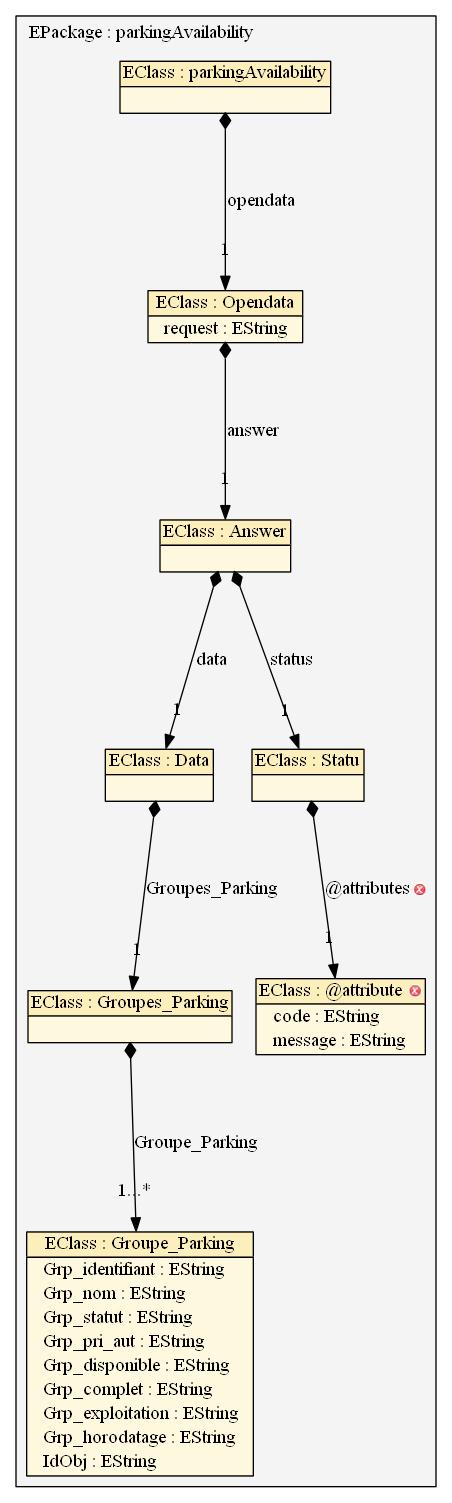 EPackage : parkingAvailability
EClass : parkingAvailability
opendata
1
EClass : Opendata
request : EString
answer
1
EClass : Answer
data
status
1
1
EClass : Data
EClass : Statu
Groupes_Parking
@attributes
1
1
EClass : @attribute
code : EString
message : EString
EClass : Groupes_Parking
Groupe_Parking
1...*
EClass : Groupe_Parking
Grp_identifiant : EString
Grp_nom : EString
Grp_statut : EString
Grp_pri_aut : EString
Grp_disponible : EString
Grp_complet : EString
Grp_exploitation : EString
Grp_horodatage : EString
IdObj : EString